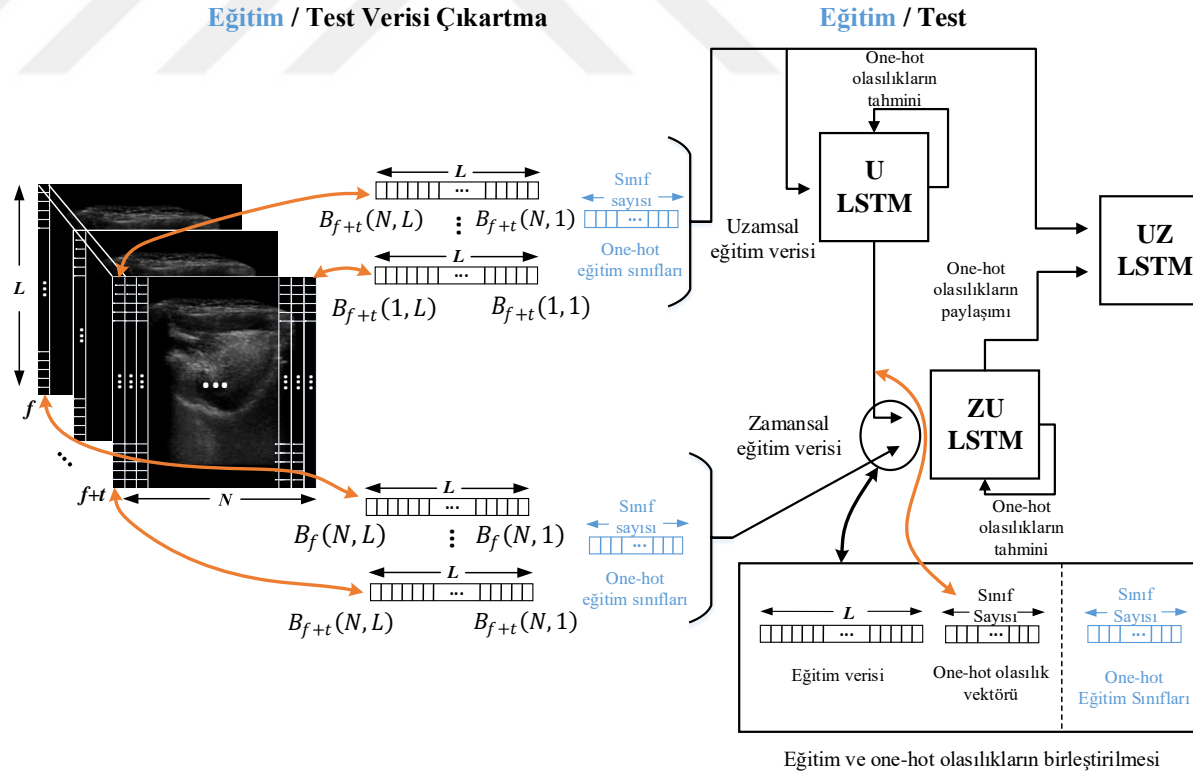 Eğitim / Test Verisi Çıkartma
Eğitim / Test
L
f
f+t
N
L
B_{f+t}(N, L)
B_{f+t}(N, 1)
L
B_{f+t}(1, L)
B_{f+t}(1, 1)
Sınıf
sayısı
...
One-hot
eğitim sınıfları
Uzamsal
eğitim verisi
L
B_f(N, L)
B_f(N, 1)
L
B_{f+t}(N, L)
B_{f+t}(N, 1)
Sınıf
sayısı
...
One-hot
eğitim sınıfları
Zamansal
eğitim verisi
One-hot
olasılıkların
tahmini
U
LSTM
UZ
LSTM
One-hot
olasılıkların
paylaşımı
ZU
LSTM
One-hot
olasılıkların
tahmini
L
...
Eğitim verisi
Sınıf
Sayısı
...
One-hot olasılık
vektörü
Sınıf
Sayısı
...
One-hot
Eğitim Sınıfları
Eğitim ve one-hot olasılıkların birleştirilmesi